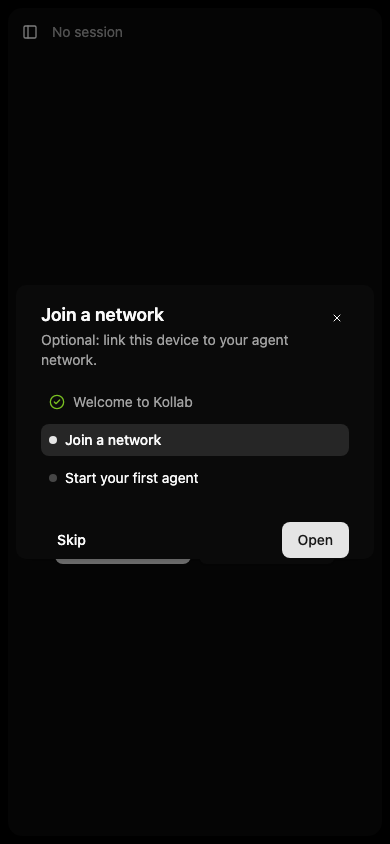 No session
Join a network
Optional: link this device to your agent
network.
Welcome to Kollab
Join a network
Start your first agent
Skip
Open